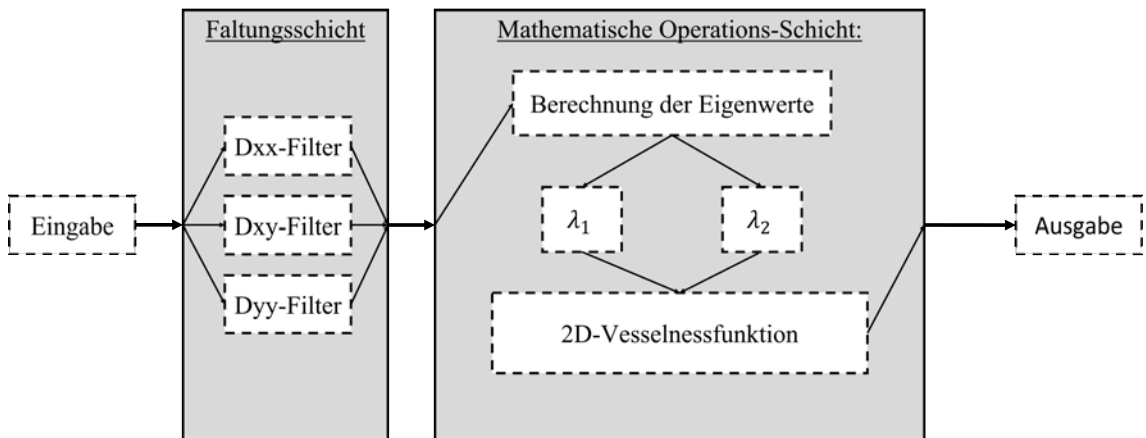 Faltungsschicht
Mathematische Operations-Schicht:
Berechnung der Eigenwerte
Dxx-Filter
λ₁
λ₂
Eingabe
Dxy-Filter
Ausgabe
Dyy-Filter
2D-Vesselnessfunktion